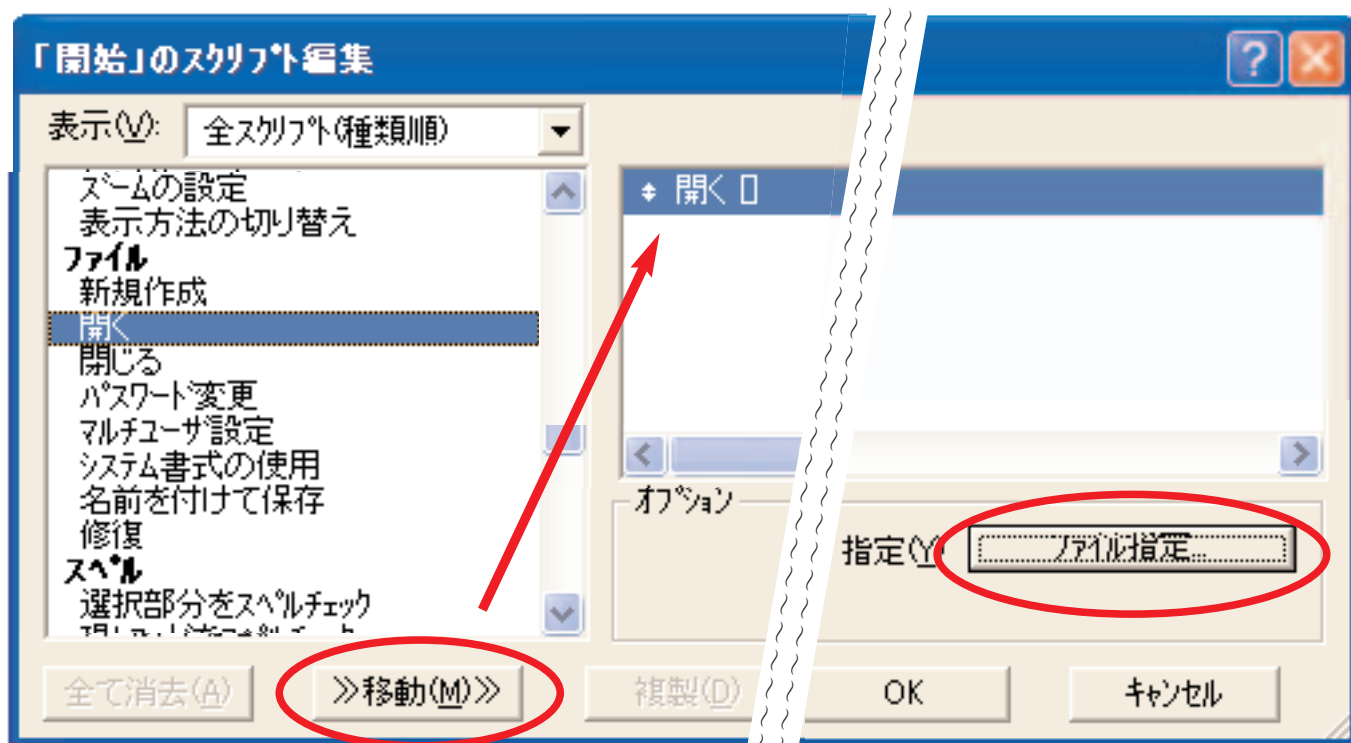 「開始」のスクリプト編集
表示(V):
全スクリプト(種類順)
ズームの設定
表示方法の切り替え
ファイル
新規作成
開く
閉じる
パスワード変更
マルチユーザ設定
システム書式の使用
名前を付けて保存
修復
スペル
選択部分をスペルチェック
開く []
オプション
指定(Y)
ファイル指定...
全て消去(A)
≫移動(M)≫
複製(D)
OK
キャンセル